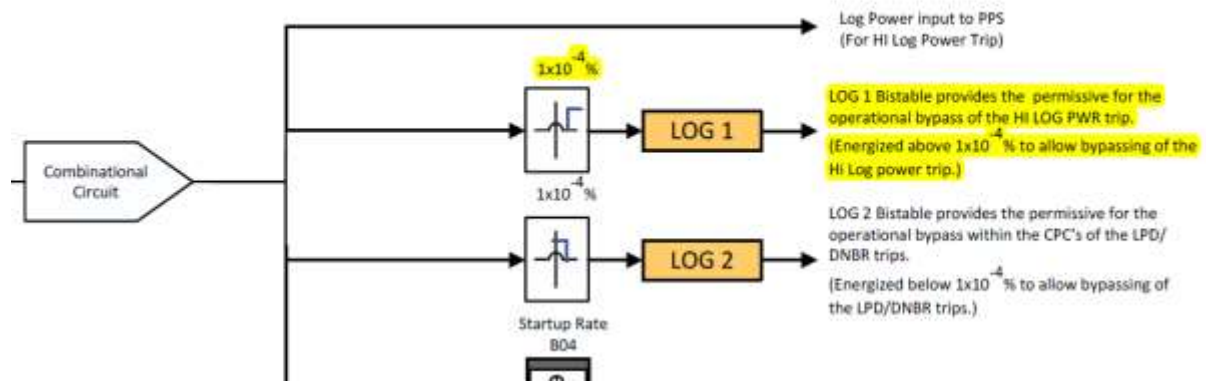 Log Power input to PPS
(For HI Log Power Trip)
1x10⁻⁴%
LOG 1 Bistable provides the permissive for the
operational bypass of the HI LOG PWR trip.
(Energized above 1x10⁻⁴% to allow bypassing of the
Hi Log power trip.)
LOG 1
Combinational
Circuit
1x10⁻⁴%
LOG 2 Bistable provides the permissive for the
operational bypass within the CPC's of the LPD/
DNBR trips.
(Energized below 1x10⁻⁴% to allow bypassing of
the LPD/DNBR trips.)
LOG 2
Startup Rate
B04